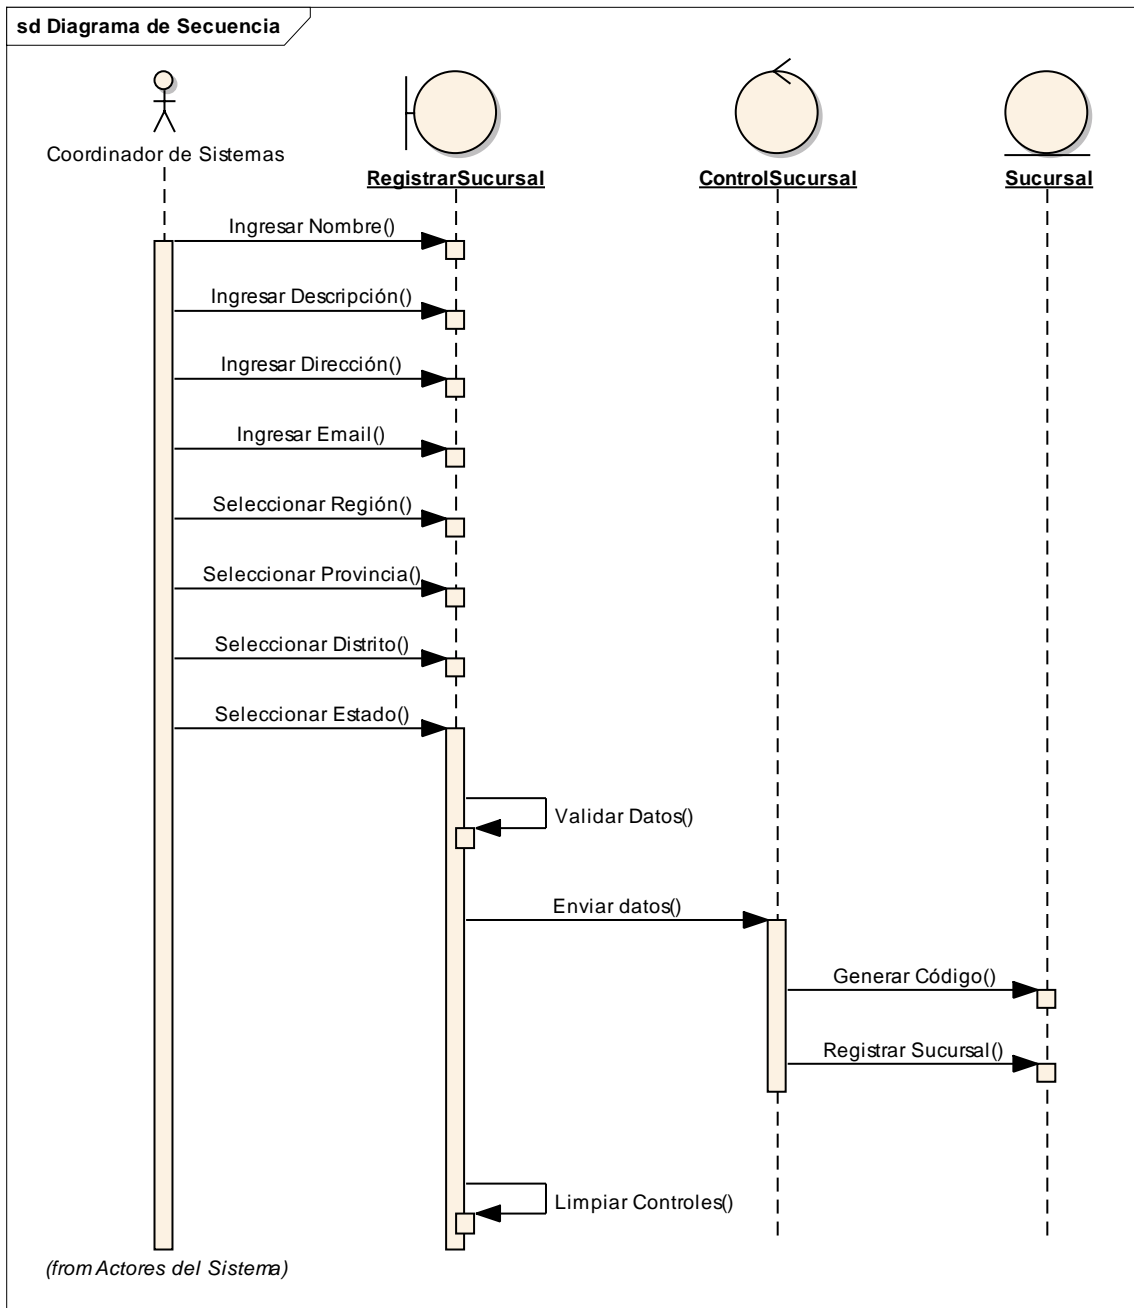 sd Diagrama de Secuencia
Coordinador de Sistemas
RegistrarSucursal
ControlSucursal
Sucursal
Ingresar Nombre()
Ingresar Descripción()
Ingresar Dirección()
Ingresar Email()
Seleccionar Región()
Seleccionar Provincia()
Seleccionar Distrito()
Seleccionar Estado()
Validar Datos()
Enviar datos()
Generar Código()
Registrar Sucursal()
Limpiar Controles()
(from Actores del Sistema)